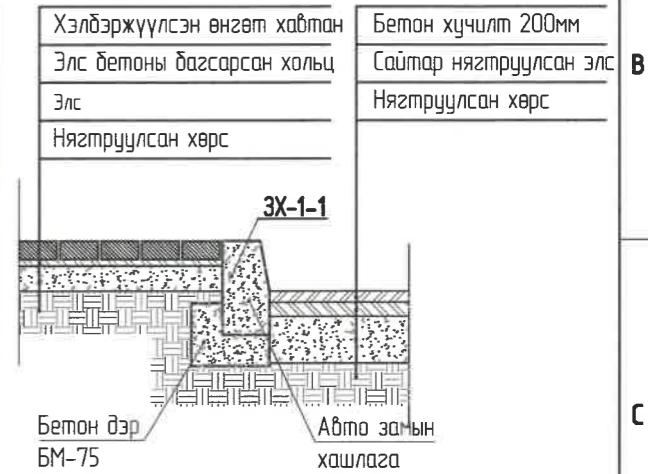 Хэлбэржүүлсэн өнгөт хавтан
Элс бетоны багсарсан хольц
Элс
Нягтруулсан хөрс
Бетон хучилт 200мм
Сайтар нягтруулсан элс
Нягтруулсан хөрс
В
ЗХ-1-1
С
Бетон дэр
БМ-75
Авто замын
хашлага